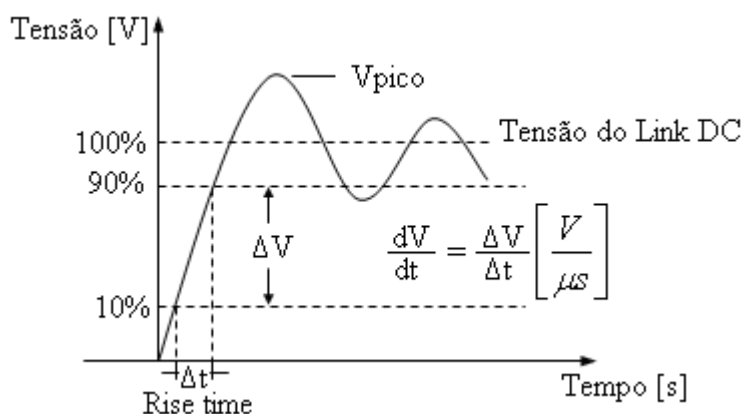 Tensão [V]
Vpico
100%
Tensão do Link DC
90%
ΔV
dV/dt = ΔV/Δt [V/μs]
10%
Δt
Rise time
Tempo [s]